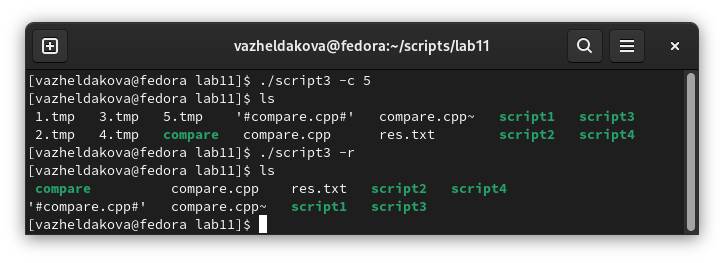 vazheldakova@fedora:~/scripts/lab11
[vazheldakova@fedora lab11]$ ./script3 -c 5
[vazheldakova@fedora lab11]$ ls
1.tmp 3.tmp 5.tmp '#compare.cpp#' compare.cpp~ script1 script3
2.tmp 4.tmp compare compare.cpp res.txt script2 script4
[vazheldakova@fedora lab11]$ ./script3 -r
[vazheldakova@fedora lab11]$ ls
compare compare.cpp res.txt script2 script4
'#compare.cpp#' compare.cpp~ script1 script3
[vazheldakova@fedora lab11]$